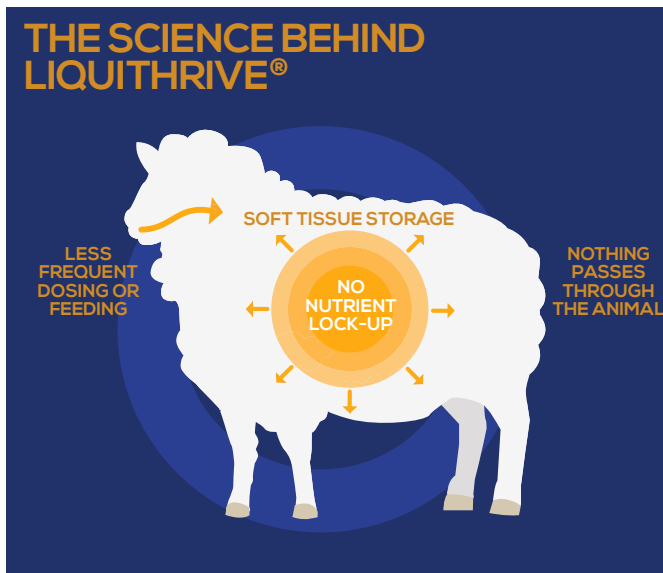 THE SCIENCE BEHIND
LIQUITHRIVE®
SOFT TISSUE STORAGE
LESS
FREQUENT
DOSING OR
FEEDING
NO
NUTRIENT
LOCK-UP
NOTHING
PASSES
THROUGH
THE ANIMAL